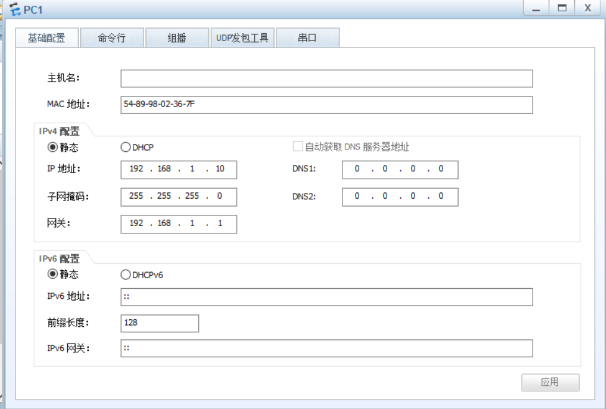 PC1
基础配置 命令行 组播 UDP发包工具 串口
主机名:
MAC 地址: 54-89-98-02-36-7F
IPv4 配置
静态 DHCP 自动获取 DNS 服务器地址
IP 地址: 192 . 168 . 1 . 10 DNS1: 0 . 0 . 0 . 0
子网掩码: 255 . 255 . 255 . 0 DNS2: 0 . 0 . 0 . 0
网关: 192 . 168 . 1 . 1
IPv6 配置
静态 DHCPv6
IPv6 地址: ::
前缀长度: 128
IPv6 网关: ::
应用